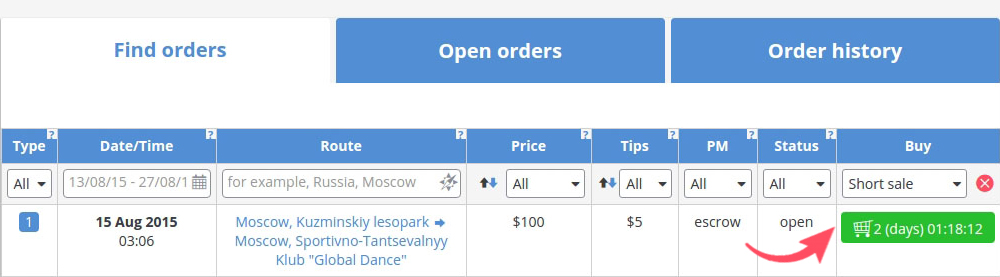 Find orders
Open orders
Order history
Type ?
Date/Time ?
Route ?
Price ?
Tips ?
PM ?
Status ?
Buy
All
13/08/15 - 27/08/1
for example, Russia, Moscow
All
All
All
All
Short sale
1
15 Aug 2015
03:06
Moscow, Kuzminskiy lesopark →
Moscow, Sportivno-Tantsevalnyy
Klub "Global Dance"
$100
$5
escrow
open
2 (days) 01:18:12